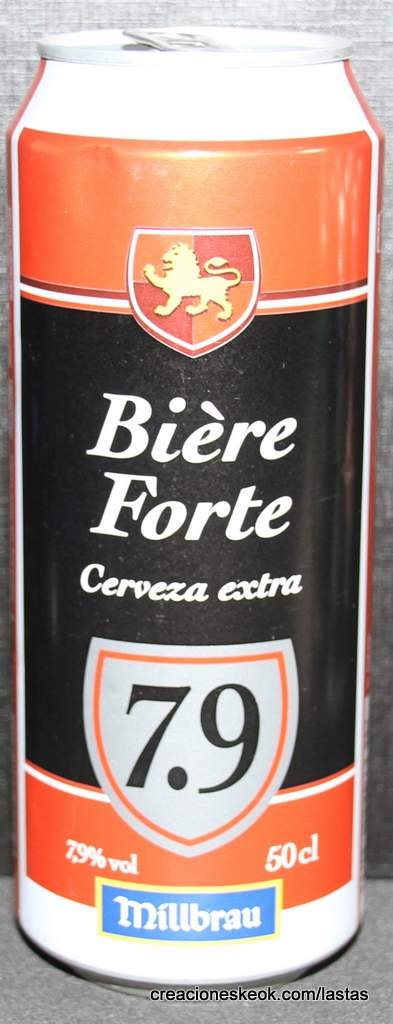 Bière
Forte
Cerveza extra
7.9
7,9% vol 50 cl
Millbrau
creacioneskeok.com/lastas